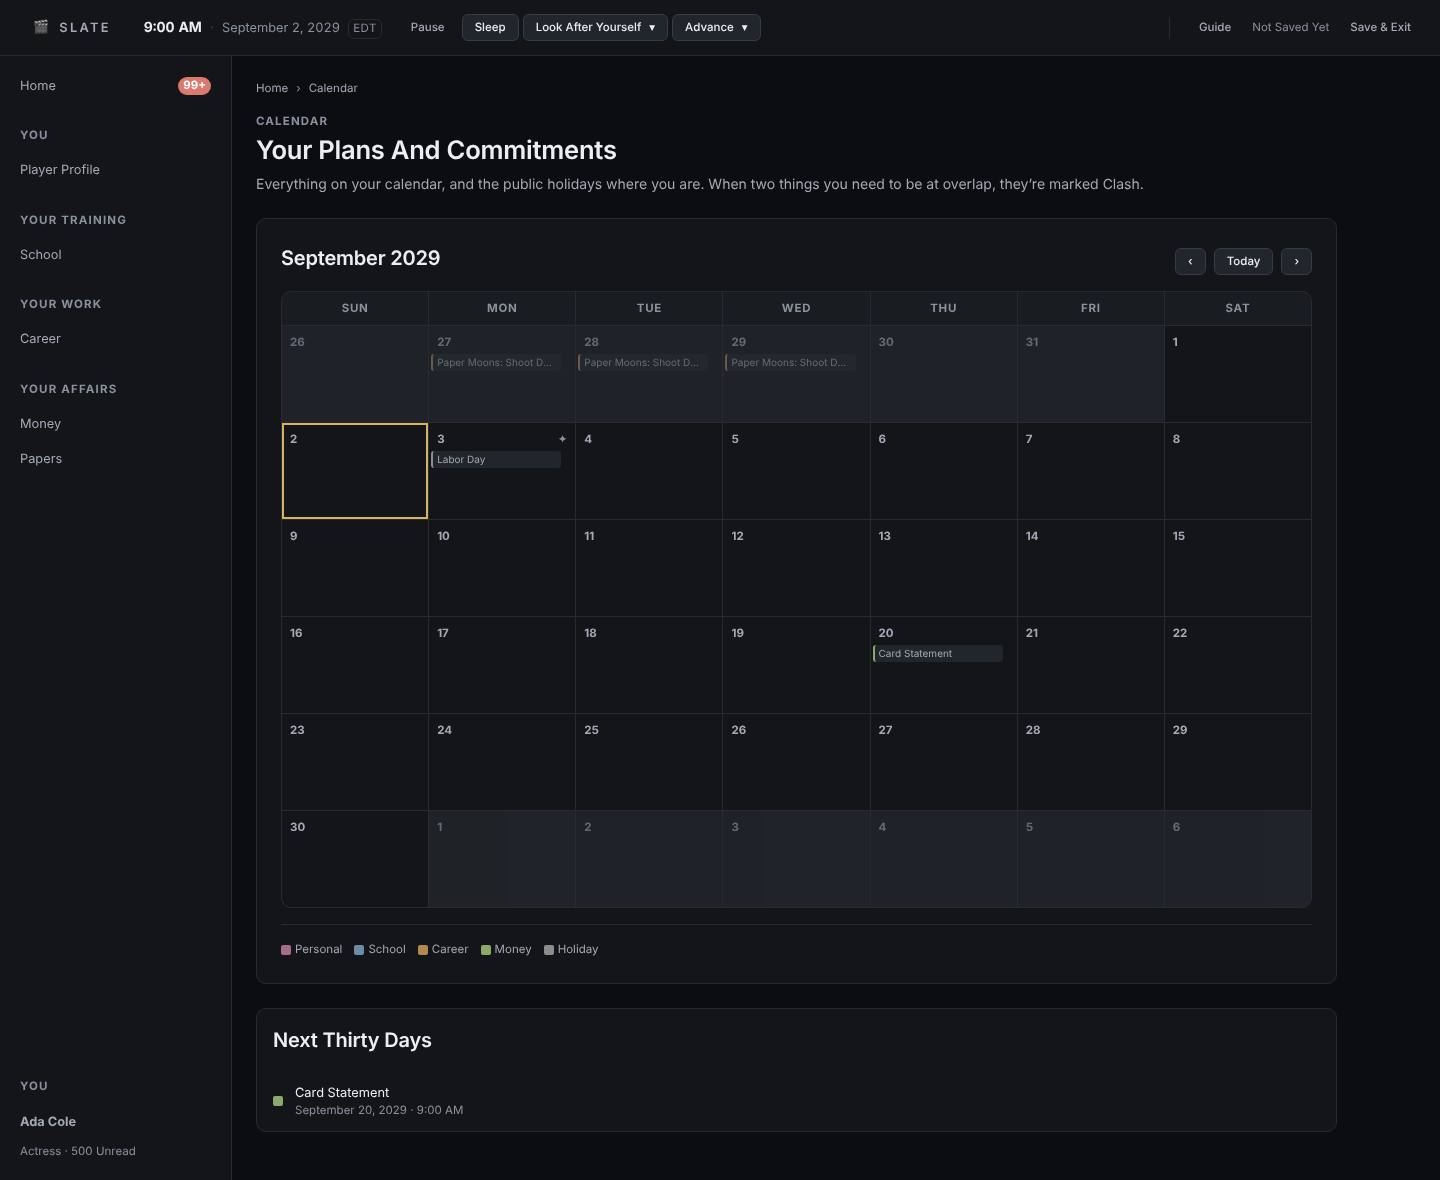 SLATE
9:00 AM · September 2, 2029 EDT
Pause
Sleep
Look After Yourself ▾
Advance ▾
Guide
Not Saved Yet
Save & Exit
Home
99+
YOU
Player Profile
YOUR TRAINING
School
YOUR WORK
Career
YOUR AFFAIRS
Money
Papers
YOU
Ada Cole
Actress · 500 Unread
Home › Calendar
CALENDAR
Your Plans And Commitments
Everything on your calendar, and the public holidays where you are. When two things you need to be at overlap, they’re marked Clash.
September 2029
‹ Today ›
SUN MON TUE WED THU FRI SAT
26 27 28 29 30 31 1
Paper Moons: Shoot D... Paper Moons: Shoot D... Paper Moons: Shoot D...
2 3 ✦ 4 5 6 7 8
Labor Day
9 10 11 12 13 14 15
16 17 18 19 20 21 22
Card Statement
23 24 25 26 27 28 29
30 1 2 3 4 5 6
Personal School Career Money Holiday
Next Thirty Days
Card Statement
September 20, 2029 · 9:00 AM